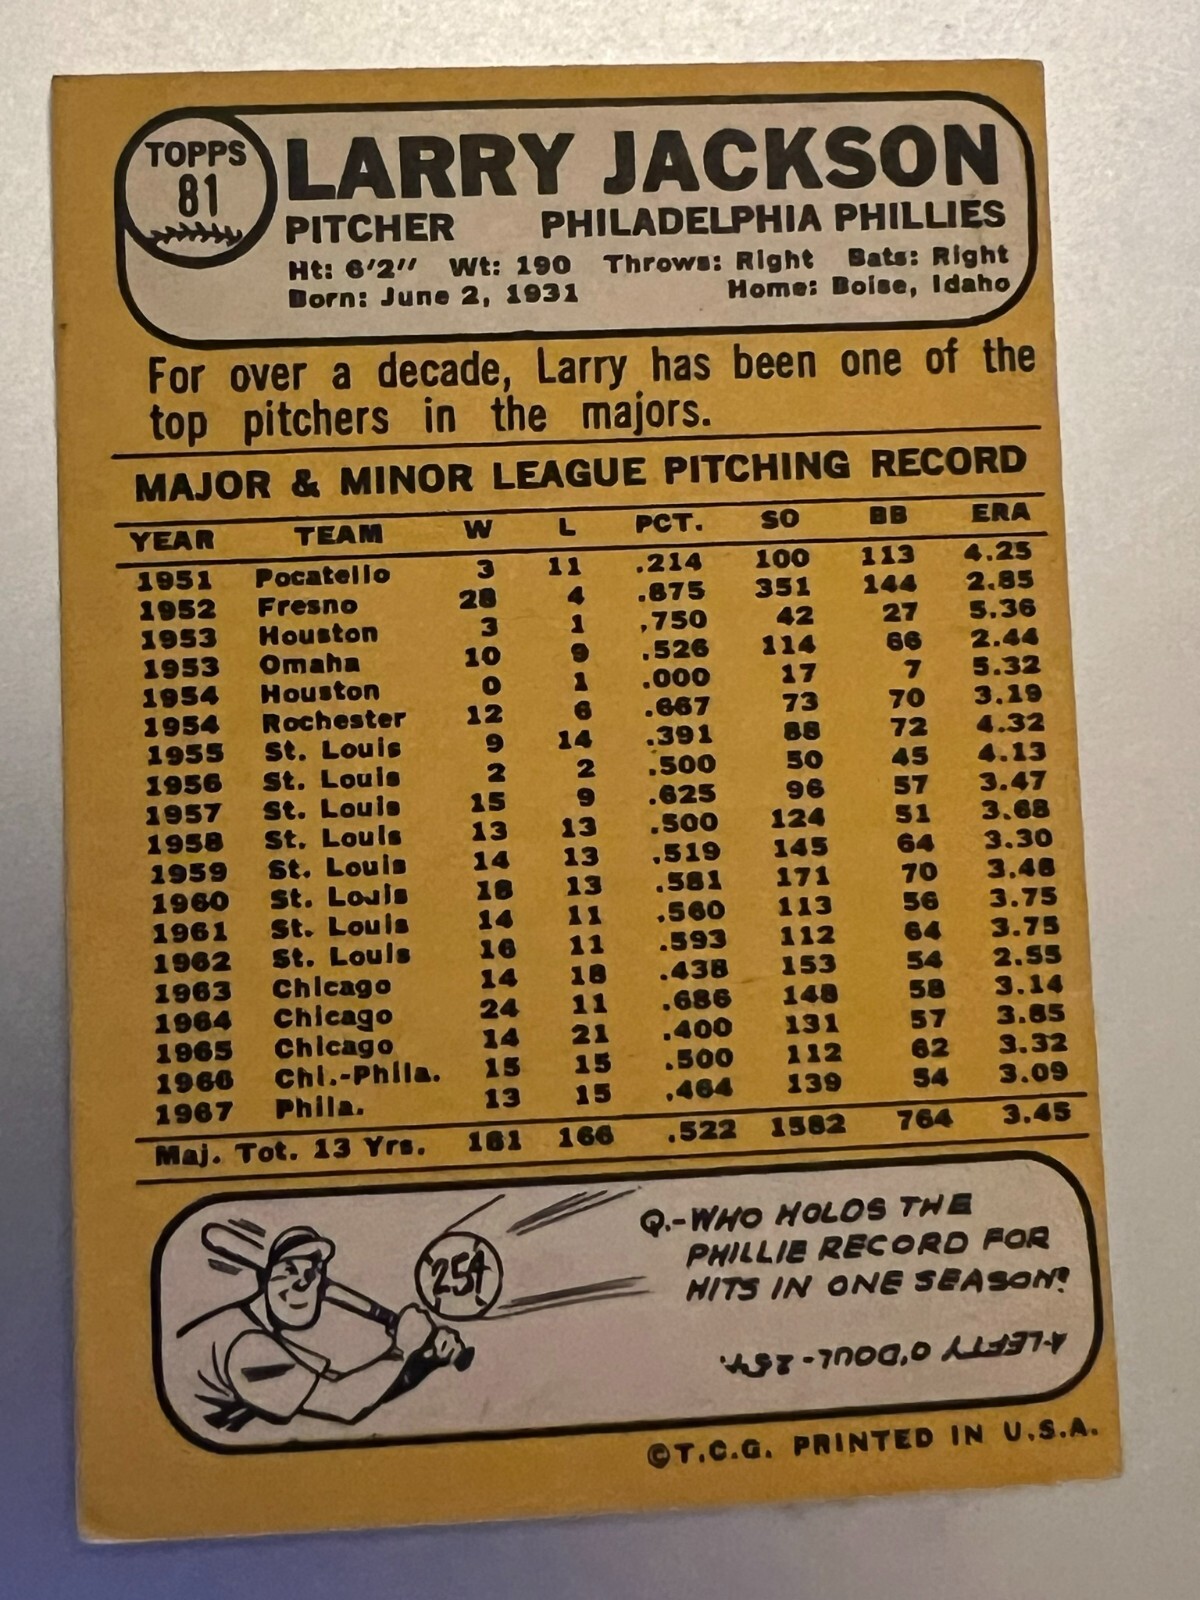 TOPPS
81
LARRY JACKSON
PITCHER PHILADELPHIA PHILLIES
Ht: 6'2" Wt: 190 Throws: Right Bats: Right
Born: June 2, 1931 Home: Boise, Idaho
For over a decade, Larry has been one of the
top pitchers in the majors.
MAJOR & MINOR LEAGUE PITCHING RECORD
YEAR TEAM W L PCT. SO BB ERA
1951 Pocatello 3 11 .214 100 113 4.25
1952 Fresno 28 4 .875 351 144 2.85
1953 Houston 3 1 .750 42 27 5.36
1953 Omaha 10 9 .526 114 66 2.44
1954 Houston 0 1 .000 17 7 5.32
1954 Rochester 12 6 .667 73 70 3.19
1955 St. Louis 9 14 .391 88 72 4.32
1956 St. Louis 2 2 .500 50 45 4.13
1957 St. Louis 15 9 .625 96 57 3.47
1958 St. Louis 13 13 .500 124 51 3.68
1959 St. Louis 14 13 .519 145 64 3.30
1960 St. Louis 18 13 .581 171 70 3.48
1961 St. Louis 14 11 .560 113 56 3.75
1962 St. Louis 16 11 .593 112 64 3.75
1963 Chicago 14 18 .438 153 54 2.55
1964 Chicago 24 11 .686 148 58 3.14
1965 Chicago 14 21 .400 131 57 3.85
1966 Chi.-Phila. 15 15 .500 112 62 3.32
1967 Phila. 13 15 .464 139 54 3.09
Maj. Tot. 13 Yrs. 181 166 .522 1582 764 3.45
254
Q.-WHO HOLDS THE
PHILLIE RECORD FOR
HITS IN ONE SEASON?
A-LEFTY O'DOUL-254.
©T.C.G. PRINTED IN U.S.A.